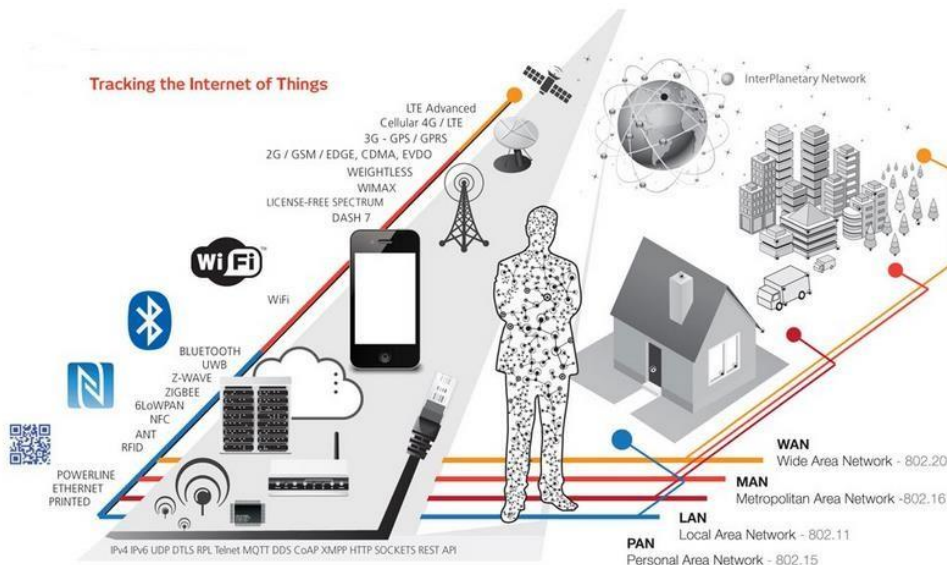 Tracking the Internet of Things
InterPlanetary Network
LTE Advanced
Cellular 4G / LTE
3G - GPS / GPRS
2G / GSM / EDGE, CDMA, EVDO
WEIGHTLESS
WIMAX
LICENSE-FREE SPECTRUM
DASH 7
WiFi™
WiFi
BLUETOOTH
UWB
Z-WAVE
ZIGBEE
6LoWPAN
NFC
ANT
RFID
POWERLINE
ETHERNET
PRINTED
WAN
Wide Area Network - 802.20
MAN
Metropolitan Area Network -802.16
LAN
Local Area Network - 802.11
PAN
Personal Area Network - 802.15
IPv4 IPv6 UDP DTLS RPL Telnet MQTT DDS CoAP XMPP HTTP SOCKETS REST API